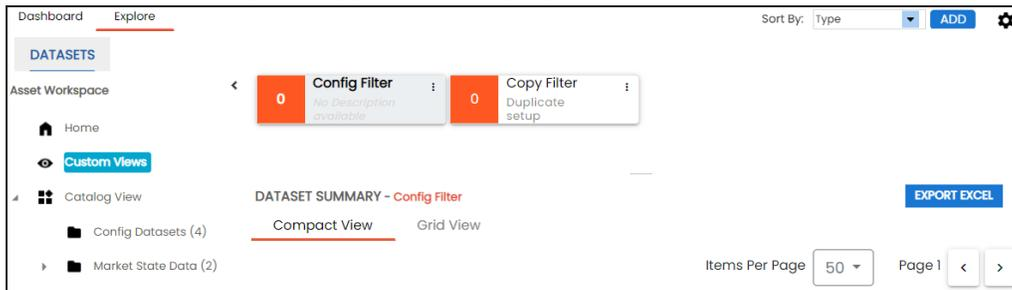 Dashboard Explore Sort By: Type ADD
DATASETS
Asset Workspace
Home
Custom Views
Catalog View
Config Datasets (4)
Market State Data (2)
0 Config Filter
No Description
available
0 Copy Filter
Duplicate
setup
DATASET SUMMARY - Config Filter EXPORT EXCEL
Compact View Grid View
Items Per Page 50 Page 1